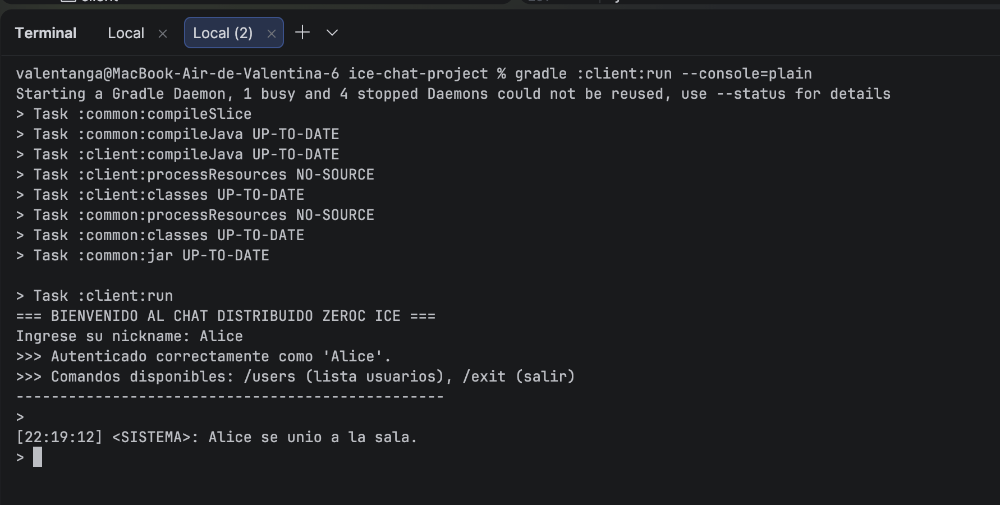 client
Terminal Local × Local (2) ×
valentanga@MacBook-Air-de-Valentina-6 ice-chat-project % gradle :client:run --console=plain
Starting a Gradle Daemon, 1 busy and 4 stopped Daemons could not be reused, use --status for details
> Task :common:compileSlice
> Task :common:compileJava UP-TO-DATE
> Task :client:compileJava UP-TO-DATE
> Task :client:processResources NO-SOURCE
> Task :client:classes UP-TO-DATE
> Task :common:processResources NO-SOURCE
> Task :common:classes UP-TO-DATE
> Task :common:jar UP-TO-DATE
> Task :client:run
=== BIENVENIDO AL CHAT DISTRIBUIDO ZEROC ICE ===
Ingrese su nickname: Alice
>>> Autenticado correctamente como 'Alice'.
>>> Comandos disponibles: /users (lista usuarios), /exit (salir)
-------------------------------------------------
>
[22:19:12] <SISTEMA>: Alice se unio a la sala.
>